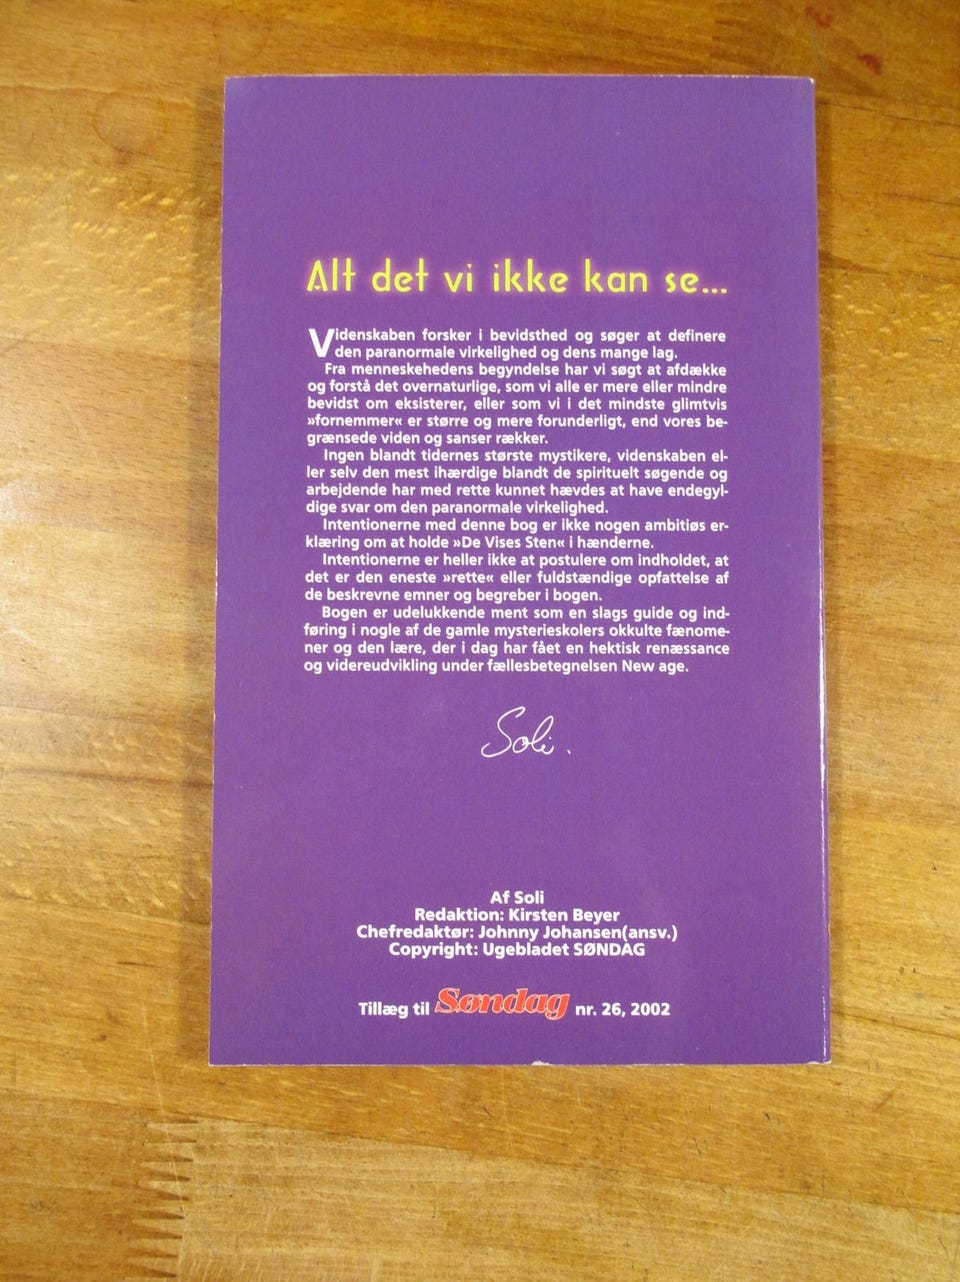 Alt det vi ikke kan se...
Videnskaben forsker i bevidsthed og søger at definere
den paranormale virkelighed og dens mange lag.
Fra menneskehedens begyndelse har vi søgt at afdække
og forstå det overnaturlige, som vi alle er mere eller mindre
bevidst om eksisterer, eller som vi i det mindste glimtvis
»fornemmer« er større og mere forunderligt, end vores be-
grænsede viden og sanser rækker.
Ingen blandt tidernes største mystikere, videnskaben el-
ler selv den mest ihærdige blandt de spirituelt søgende og
arbejdende har med rette kunnet hævdes at have endegyl-
dige svar om den paranormale virkelighed.
Intentionerne med denne bog er ikke nogen ambitiøs er-
klæring om at holde »De Vises Sten« i hænderne.
Intentionerne er heller ikke at postulere om indholdet, at
det er den eneste »rette« eller fuldstændige opfattelse af
de beskrevne emner og begreber i bogen.
Bogen er udelukkende ment som en slags guide og ind-
føring i nogle af de gamle mysterieskolers okkulte fænome-
ner og den lære, der i dag har fået en hektisk renæssance
og videreudvikling under fællesbetegnelsen New age.
Soli.
Af Soli
Redaktion: Kirsten Beyer
Chefredaktør: Johnny Johansen(ansv.)
Copyright: Ugebladet SØNDAG
Tillæg til Søndag nr. 26, 2002